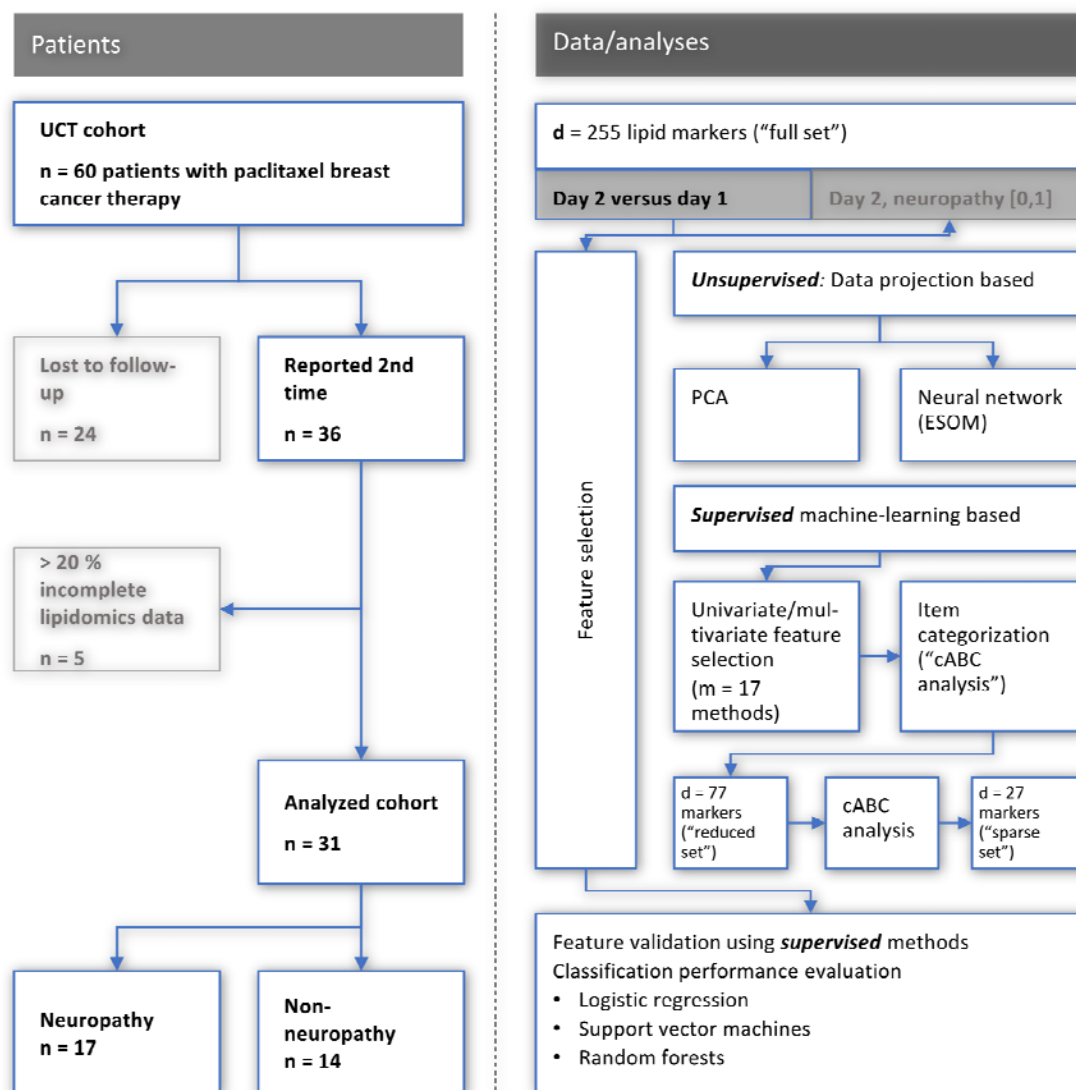 Patients
UCT cohort
n = 60 patients with paclitaxel breast
cancer therapy
Lost to follow-
up
n = 24
Reported 2nd
time
n = 36
> 20 %
incomplete
lipidomics data
n = 5
Analyzed cohort
n = 31
Neuropathy
n = 17
Non-
neuropathy
n = 14
Data/analyses
d = 255 lipid markers (“full set”)
Day 2 versus day 1
Day 2, neuropathy [0,1]
Feature selection
Unsupervised: Data projection based
PCA
Neural network
(ESOM)
Supervised machine-learning based
Univariate/mul-
tivariate feature
selection
(m = 17
methods)
Item
categorization
(“cABC
analysis”)
d = 77
markers
(“reduced
set”)
cABC
analysis
d = 27
markers
(“sparse
set”)
Feature validation using supervised methods
Classification performance evaluation
• Logistic regression
• Support vector machines
• Random forests